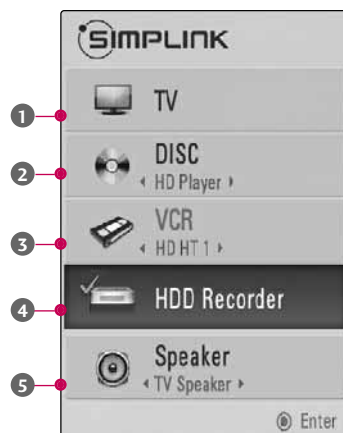 SIMPLINK
1 TV
2 DISC
◂ HD Player ▸
3 VCR
◂ HD HT 1 ▸
4 HDD Recorder
5 Speaker
◂ TV Speaker ▸
Enter